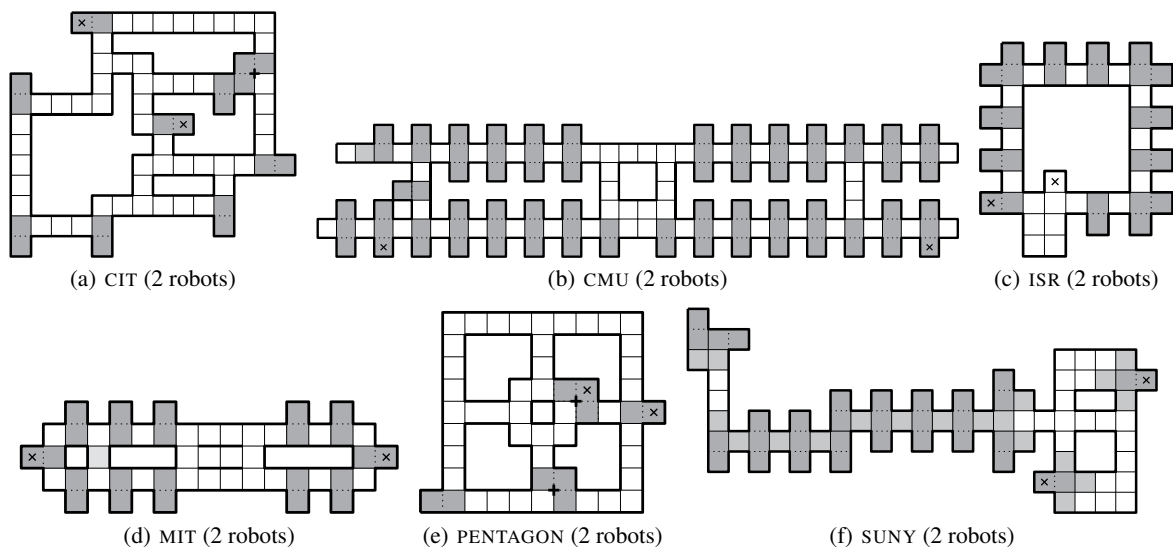 (a) CIT (2 robots)
(b) CMU (2 robots)
(c) ISR (2 robots)
(d) MIT (2 robots)
(e) PENTAGON (2 robots)
(f) SUNY (2 robots)